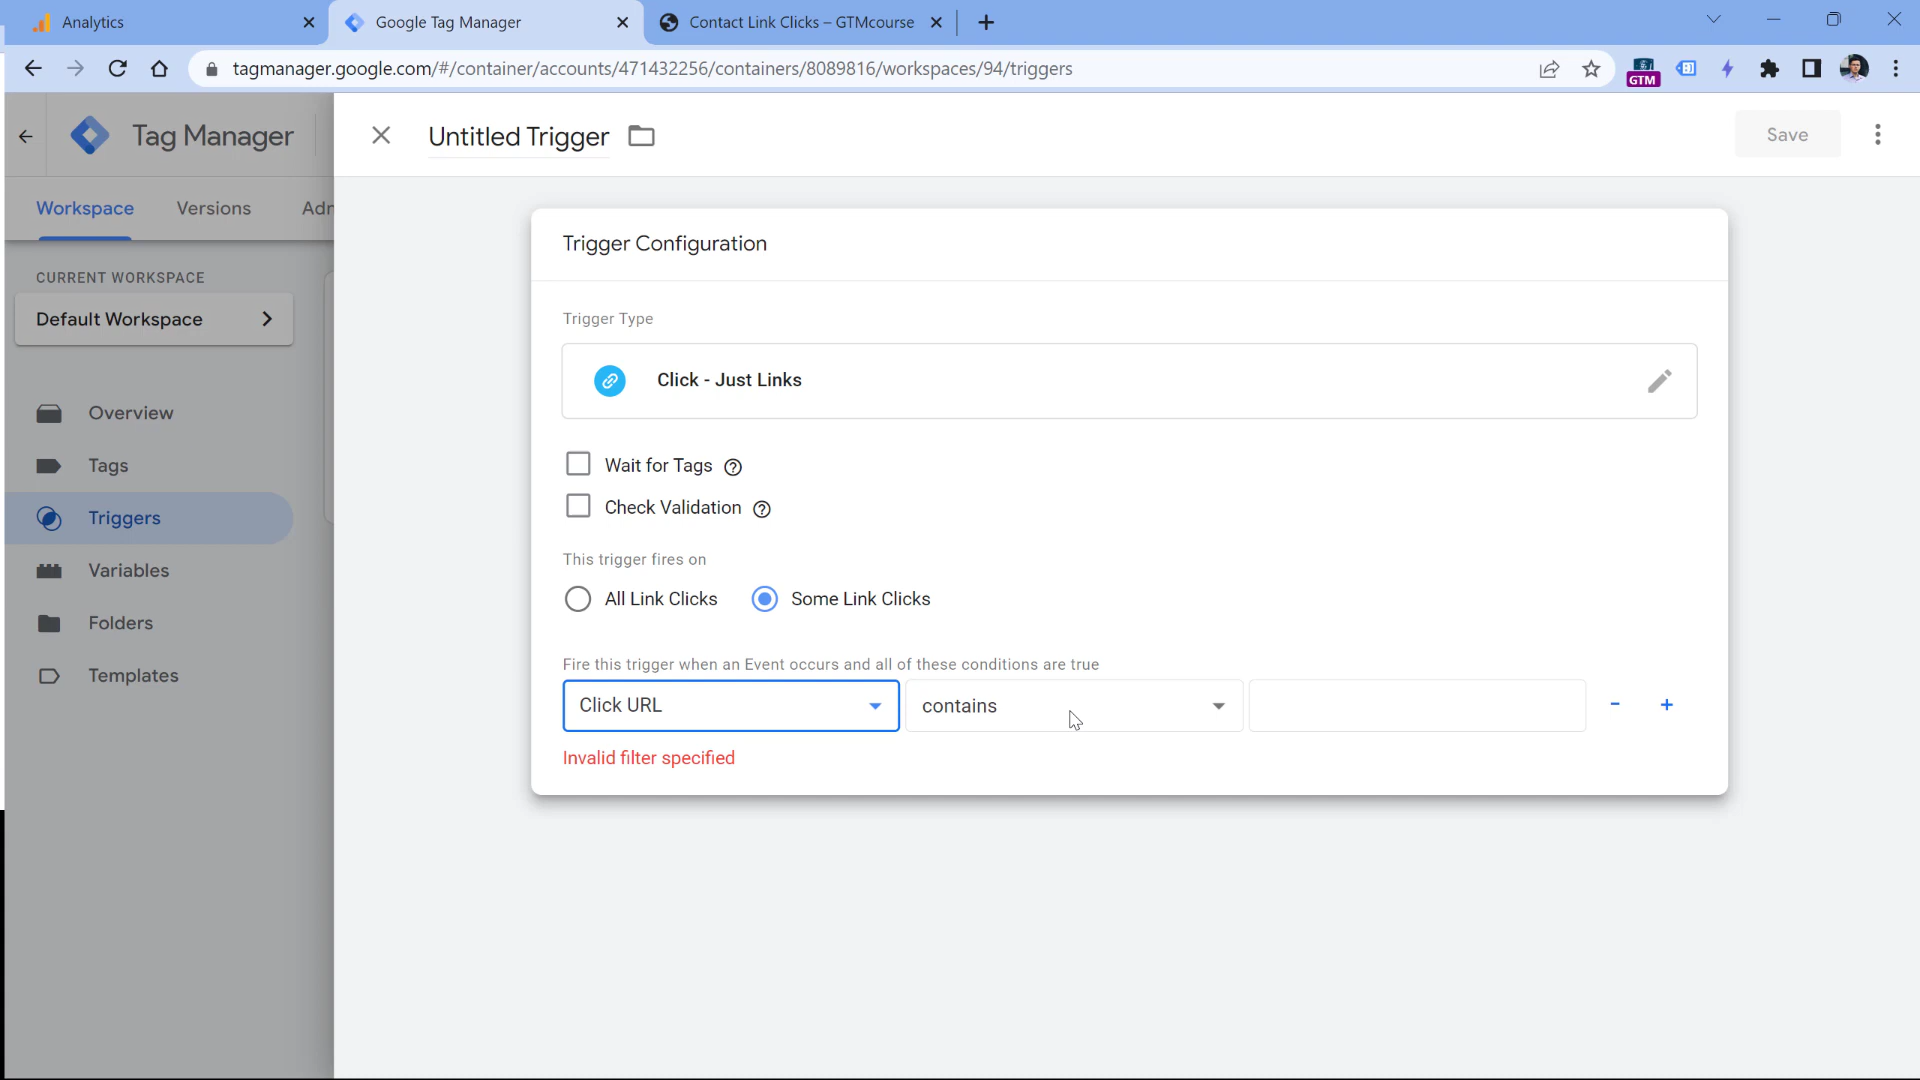 Analytics
Google Tag Manager
Contact Link Clicks – GTMcourse
tagmanager.google.com/#/container/accounts/471432256/containers/8089816/workspaces/94/triggers
GTM
Tag Manager
Untitled Trigger
Save
Workspace
Versions
Adn
CURRENT WORKSPACE
Default Workspace
Overview
Tags
Triggers
Variables
Folders
Templates
Trigger Configuration
Trigger Type
Click - Just Links
Wait for Tags
Check Validation
This trigger fires on
All Link Clicks
Some Link Clicks
Fire this trigger when an Event occurs and all of these conditions are true
Click URL
contains
- +
Invalid filter specified